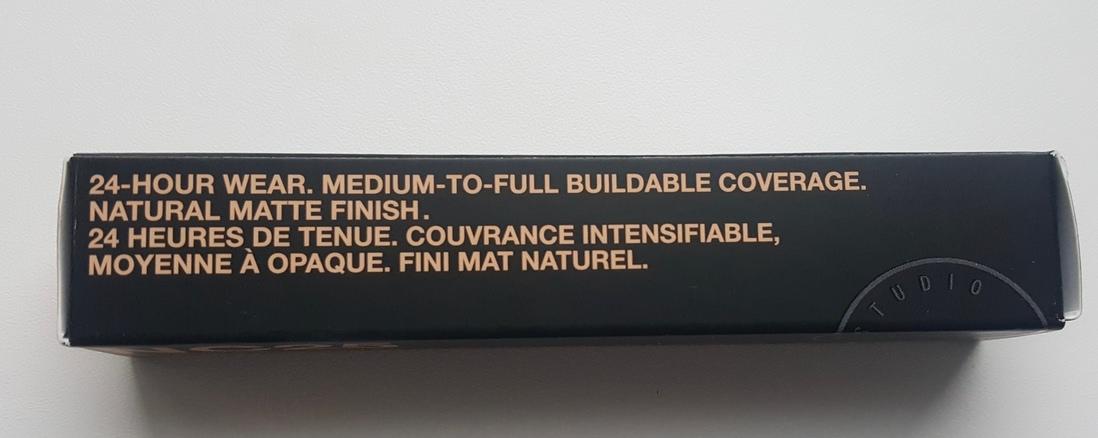 24-HOUR WEAR. MEDIUM-TO-FULL BUILDABLE COVERAGE.
NATURAL MATTE FINISH.
24 HEURES DE TENUE. COUVRANCE INTENSIFIABLE,
MOYENNE À OPAQUE. FINI MAT NATUREL.
STUDIO